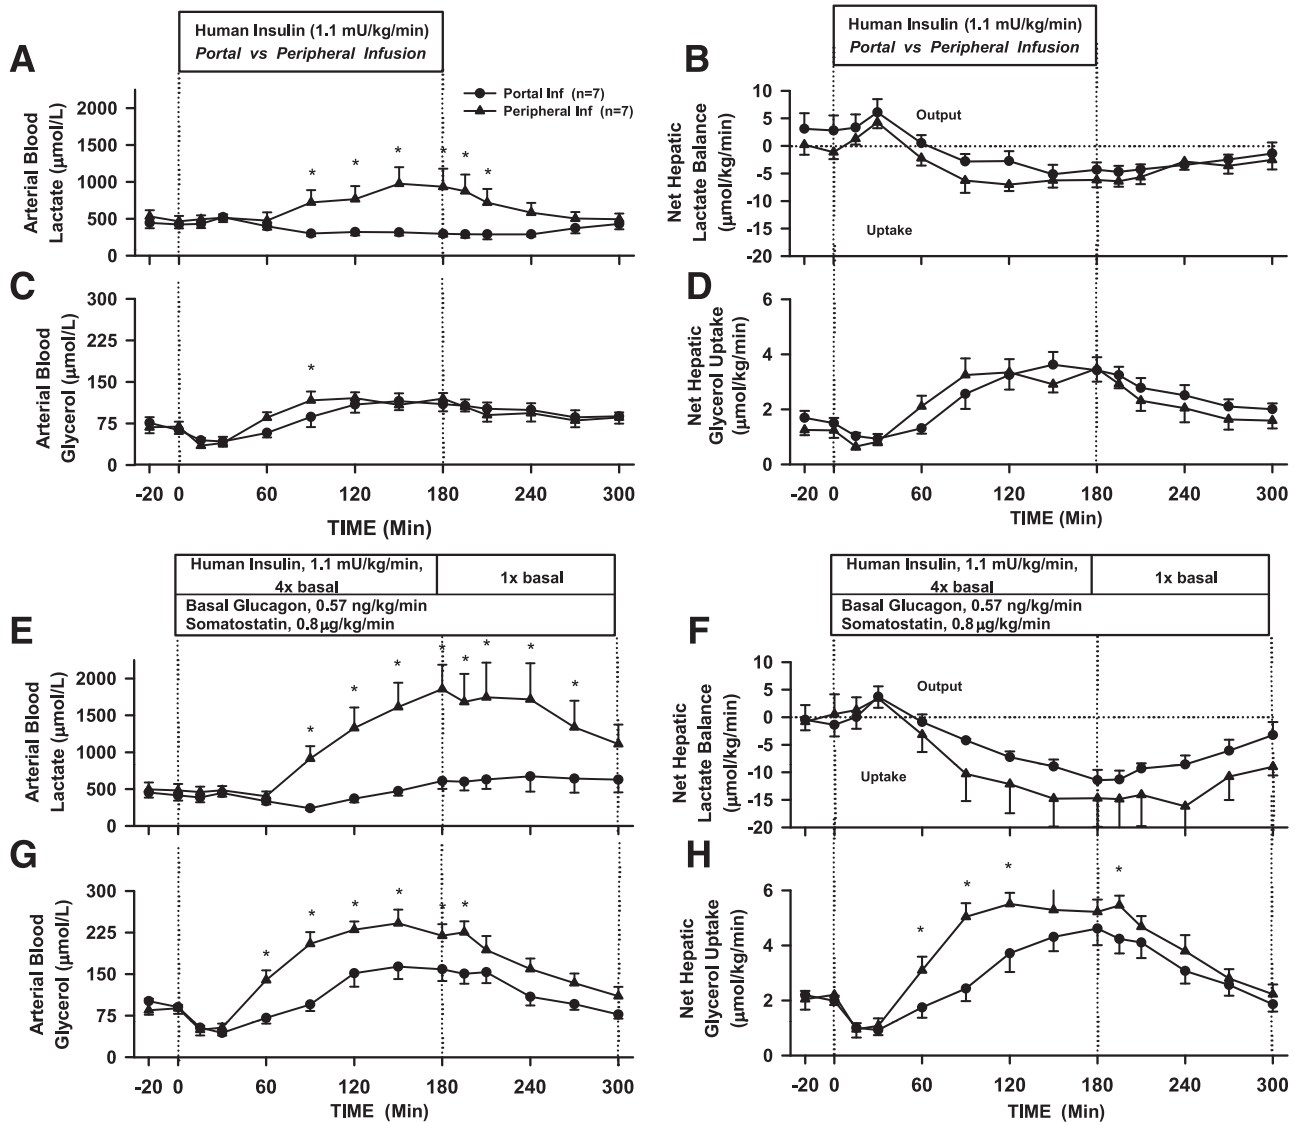 Human Insulin (1.1 mU/kg/min)
Portal vs Peripheral Infusion
A
Portal Inf (n=7)
Peripheral Inf (n=7)
Arterial Blood
Lactate (µmol/L)
2000
1500
1000
500
0
* * * * * *
Human Insulin (1.1 mU/kg/min)
Portal vs Peripheral Infusion
B
Net Hepatic
Lactate Balance
(µmol/kg/min)
10
5
0
-5
-10
-15
-20
Output
Uptake
C
Arterial Blood
Glycerol (µmol/L)
300
225
150
75
0
*
-20 0 60 120 180 240 300
TIME (Min)
D
Net Hepatic
Glycerol Uptake
(µmol/kg/min)
6
4
2
0
-20 0 60 120 180 240 300
TIME (Min)
Human Insulin, 1.1 mU/kg/min,
4x basal
1x basal
Basal Glucagon, 0.57 ng/kg/min
Somatostatin, 0.8µg/kg/min
E
Arterial Blood
Lactate (µmol/L)
2000
1500
1000
500
0
* * * * * * * *
Human Insulin, 1.1 mU/kg/min,
4x basal
1x basal
Basal Glucagon, 0.57 ng/kg/min
Somatostatin, 0.8µg/kg/min
F
Net Hepatic
Lactate Balance
(µmol/kg/min)
10
5
0
-5
-10
-15
-20
Output
Uptake
G
Arterial Blood
Glycerol (µmol/L)
300
225
150
75
0
* * * * * *
-20 0 60 120 180 240 300
TIME (Min)
H
Net Hepatic
Glycerol Uptake
(µmol/kg/min)
6
4
2
0
* * * *
-20 0 60 120 180 240 300
TIME (Min)